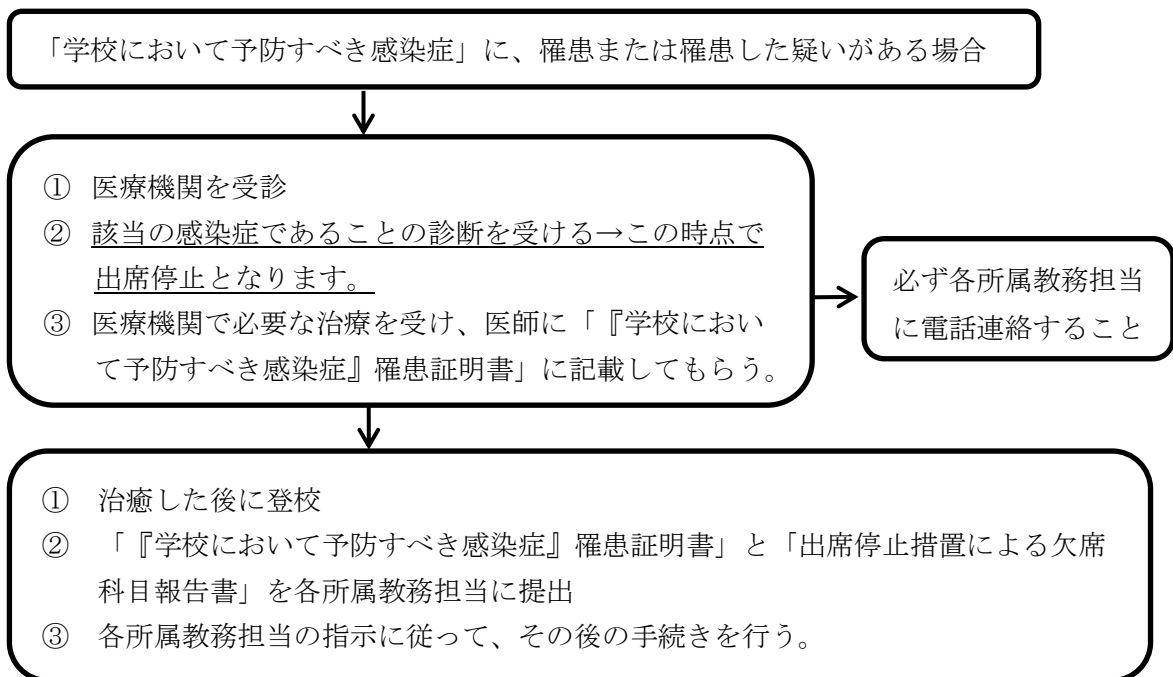 「学校において予防すべき感染症」に、罹患または罹患した疑いがある場合
① 医療機関を受診
② 該当の感染症であることの診断を受ける→この時点で
出席停止となります。
③ 医療機関で必要な治療を受け、医師に「『学校におい
て予防すべき感染症』罹患証明書」に記載してもらう。
必ず各所属教務担当
に電話連絡すること
① 治癒した後に登校
② 「『学校において予防すべき感染症』罹患証明書」と「出席停止措置による欠席
科目報告書」を各所属教務担当に提出
③ 各所属教務担当の指示に従って、その後の手続きを行う。